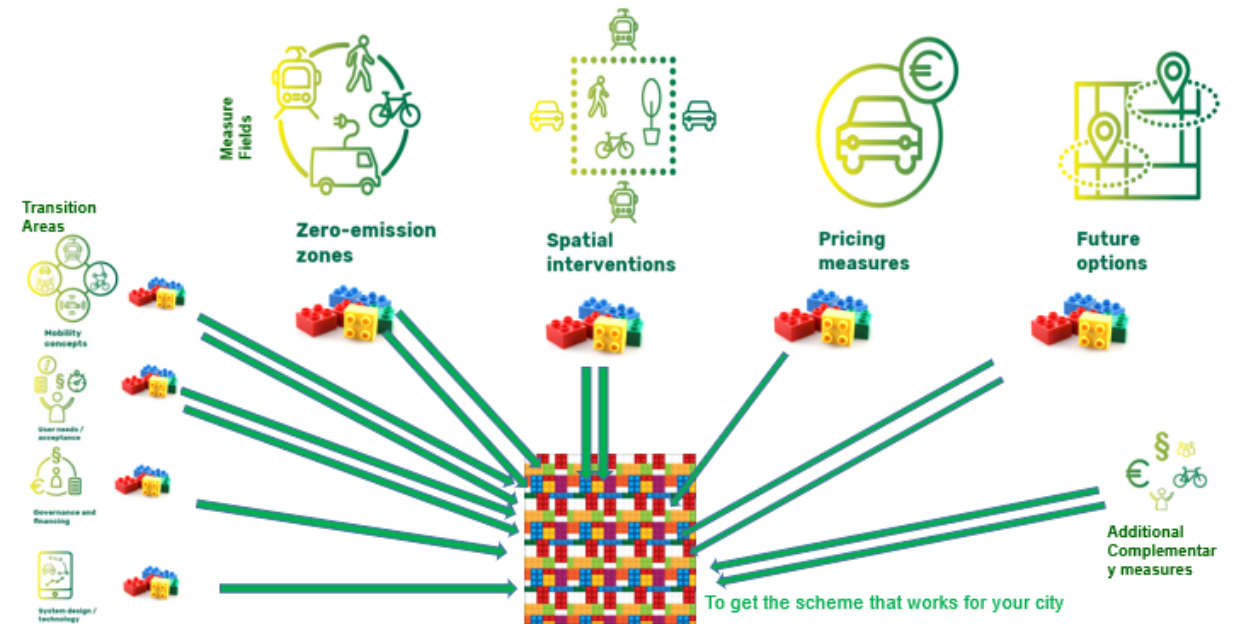 Measure
Fields
Transition
Areas
Zero-emission
zones
Spatial
interventions
Pricing
measures
Future
options
Mobility
concepts
User needs /
acceptance
Governance and
financing
System design /
technology
Additional
Complementar
y measures
To get the scheme that works for your city